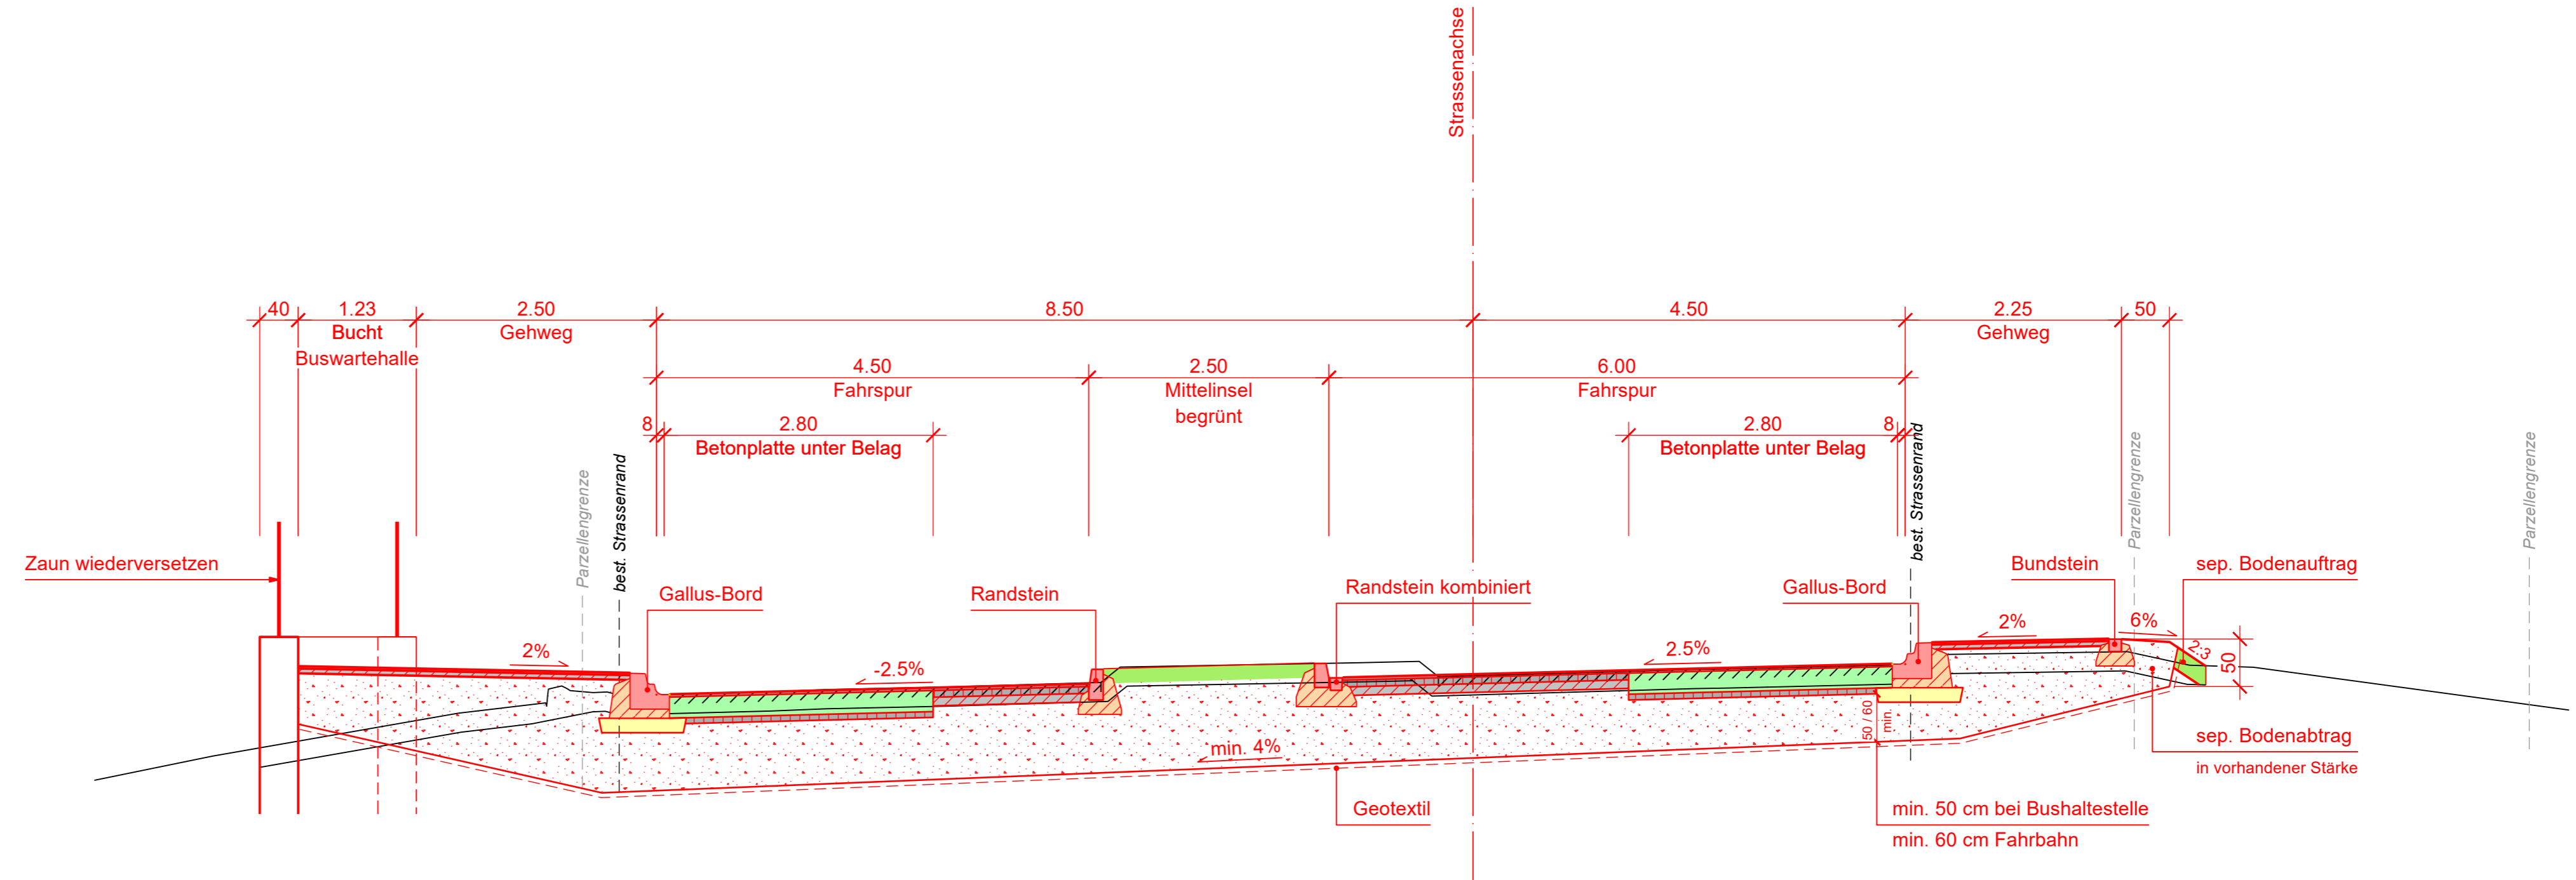 Strassenachse
40
1.23
2.50
8.50
4.50
2.25
50
Bucht
Gehweg
Gehweg
Buswartehalle
4.50
2.50
6.00
Fahrspur
Mittelinsel
Fahrspur
begrünt
8
2.80
2.80
8
Betonplatte unter Belag
Betonplatte unter Belag
Parzellengrenze
best. Strassenrand
best. Strassenrand
Parzellengrenze
Parzellengrenze
Zaun wiederversetzen
Gallus-Bord
Randstein
Randstein kombiniert
Gallus-Bord
Bundstein
sep. Bodenauftrag
2%
-2.5%
2.5%
2%
6%
2:3
50
min. 4%
50 / 60
min.
sep. Bodenabtrag
in vorhandener Stärke
Geotextil
min. 50 cm bei Bushaltestelle
min. 60 cm Fahrbahn